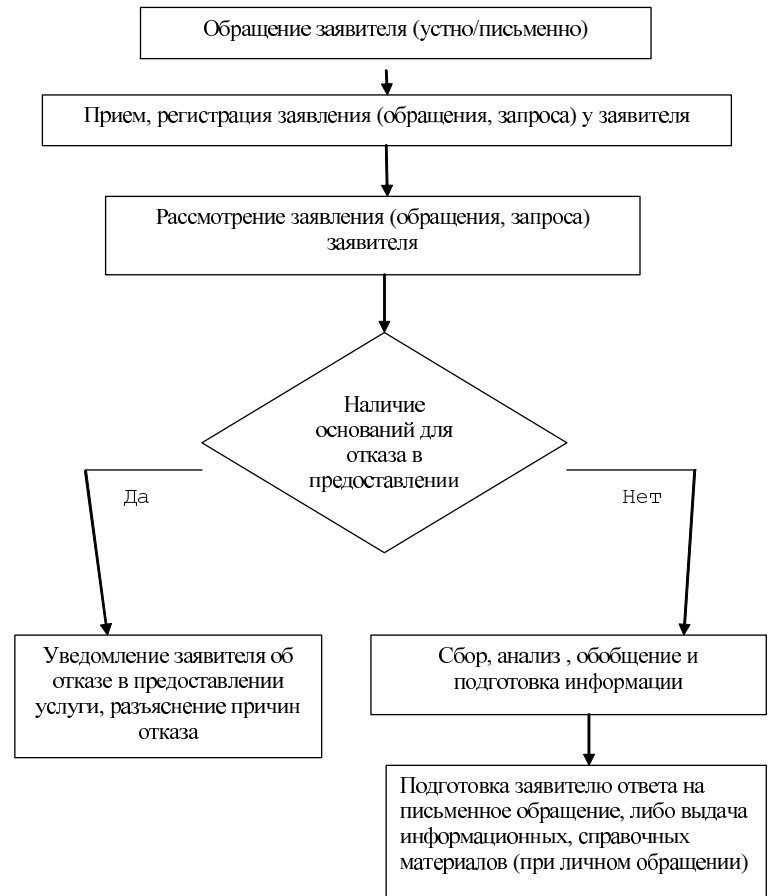 Обращение заявителя (устно/письменно)
Прием, регистрация заявления (обращения, запроса) у заявителя
Рассмотрение заявления (обращения, запроса)
заявителя
Наличие
оснований для
отказа в
предоставлении
Да
Нет
Уведомление заявителя об
отказе в предоставлении
услуги, разъяснение причин
отказа
Сбор, анализ , обобщение и
подготовка информации
Подготовка заявителю ответа на
письменное обращение, либо выдача
информационных, справочных
материалов (при личном обращении)